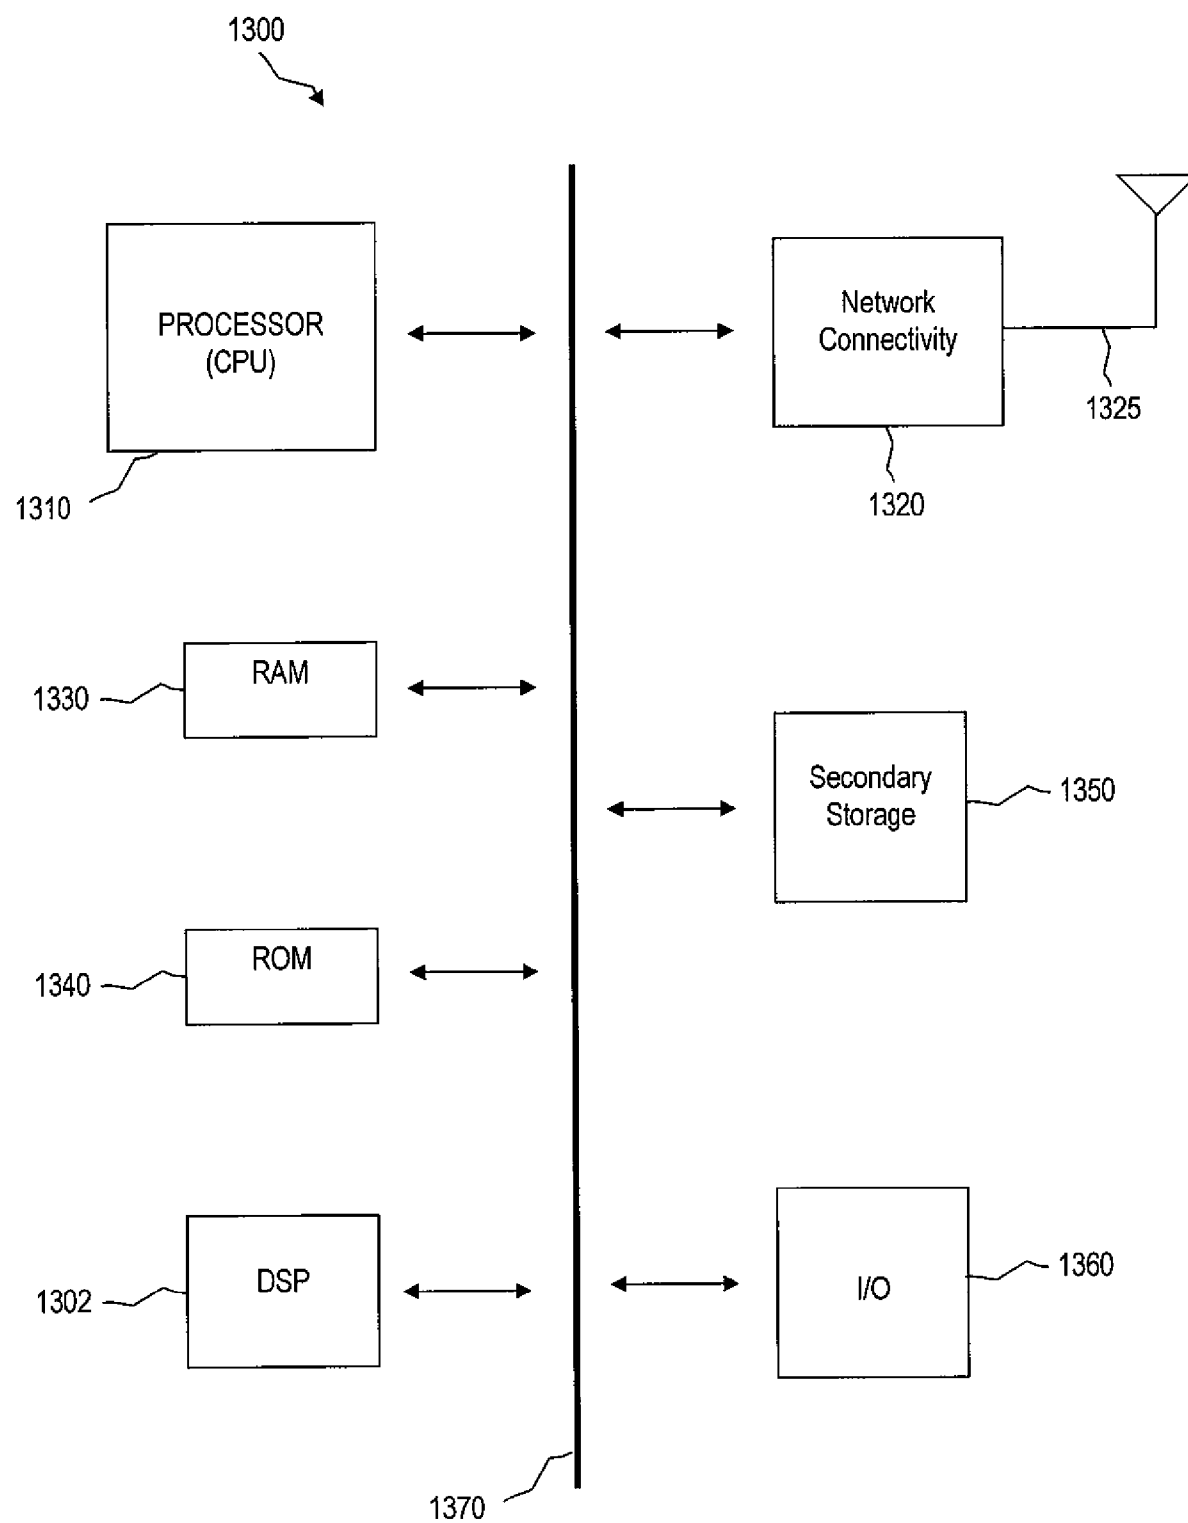 1300
PROCESSOR
(CPU)
1310
Network
Connectivity
1325
1320
RAM
1330
Secondary
Storage
1350
ROM
1340
DSP
1302
I/O
1360
1370